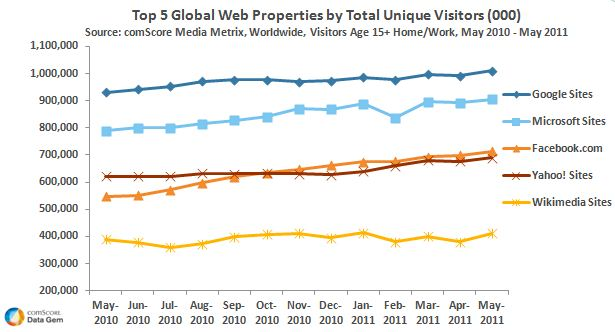 Top 5 Global Web Properties by Total Unique Visitors (000)
Source: comScore Media Metrix, Worldwide, Visitors Age 15+ Home/Work, May 2010 - May 2011
1,100,000
1,000,000
900,000
800,000
700,000
600,000
500,000
400,000
300,000
200,000
Google Sites
Microsoft Sites
Facebook.com
Yahoo! Sites
Wikimedia Sites
May- Jun- Jul- Aug- Sep- Oct- Nov- Dec- Jan- Feb- Mar- Apr- May-
2010 2010 2010 2010 2010 2010 2010 2010 2011 2011 2011 2011 2011
comScore
Data Gem